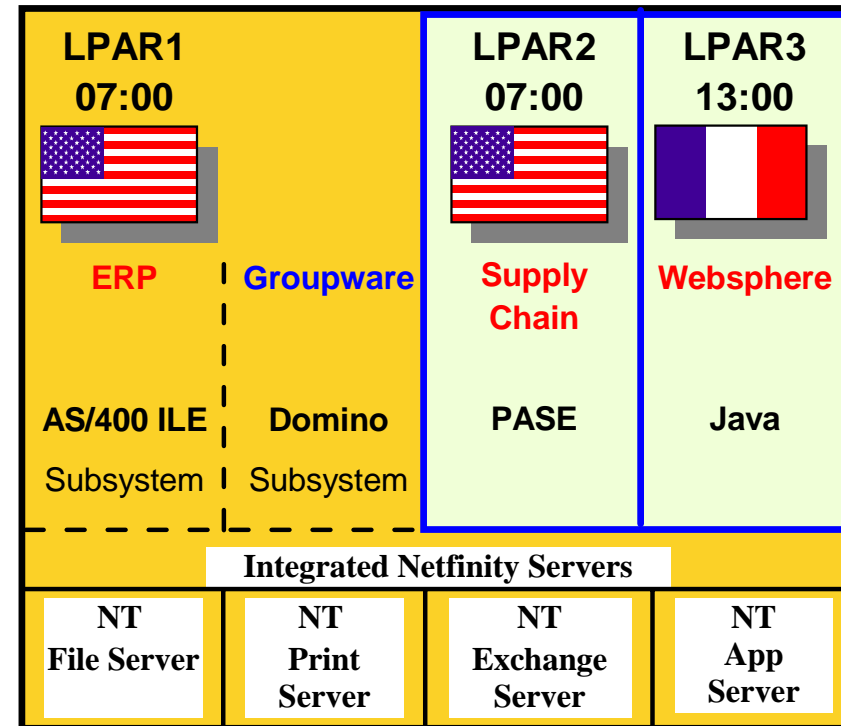 LPAR1
07:00
LPAR2
07:00
LPAR3
13:00
ERP
Groupware
Supply
Chain
Websphere
AS/400 ILE
Subsystem
Domino
Subsystem
PASE
Java
Integrated Netfinity Servers
NT
File Server
NT
Print
Server
NT
Exchange
Server
NT
App
Server